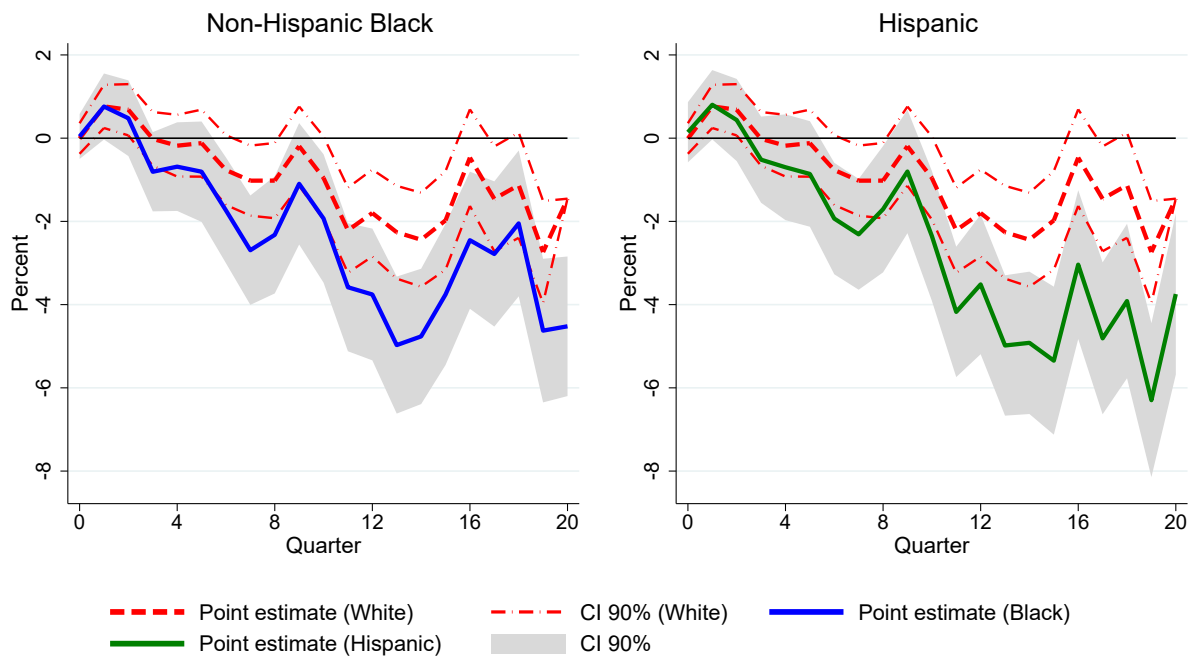 Non-Hispanic Black
Percent
2
0
-2
-4
-6
-8
0 4 8 12 16 20
Quarter
Hispanic
Percent
2
0
-2
-4
-6
-8
0 4 8 12 16 20
Quarter
Point estimate (White) CI 90% (White) Point estimate (Black)
Point estimate (Hispanic) CI 90%